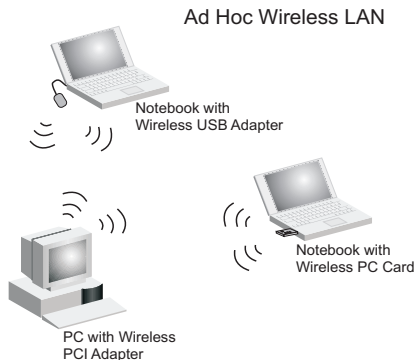 Ad Hoc Wireless LAN
Notebook with
Wireless USB Adapter
Notebook with
Wireless PC Card
PC with Wireless
PCI Adapter